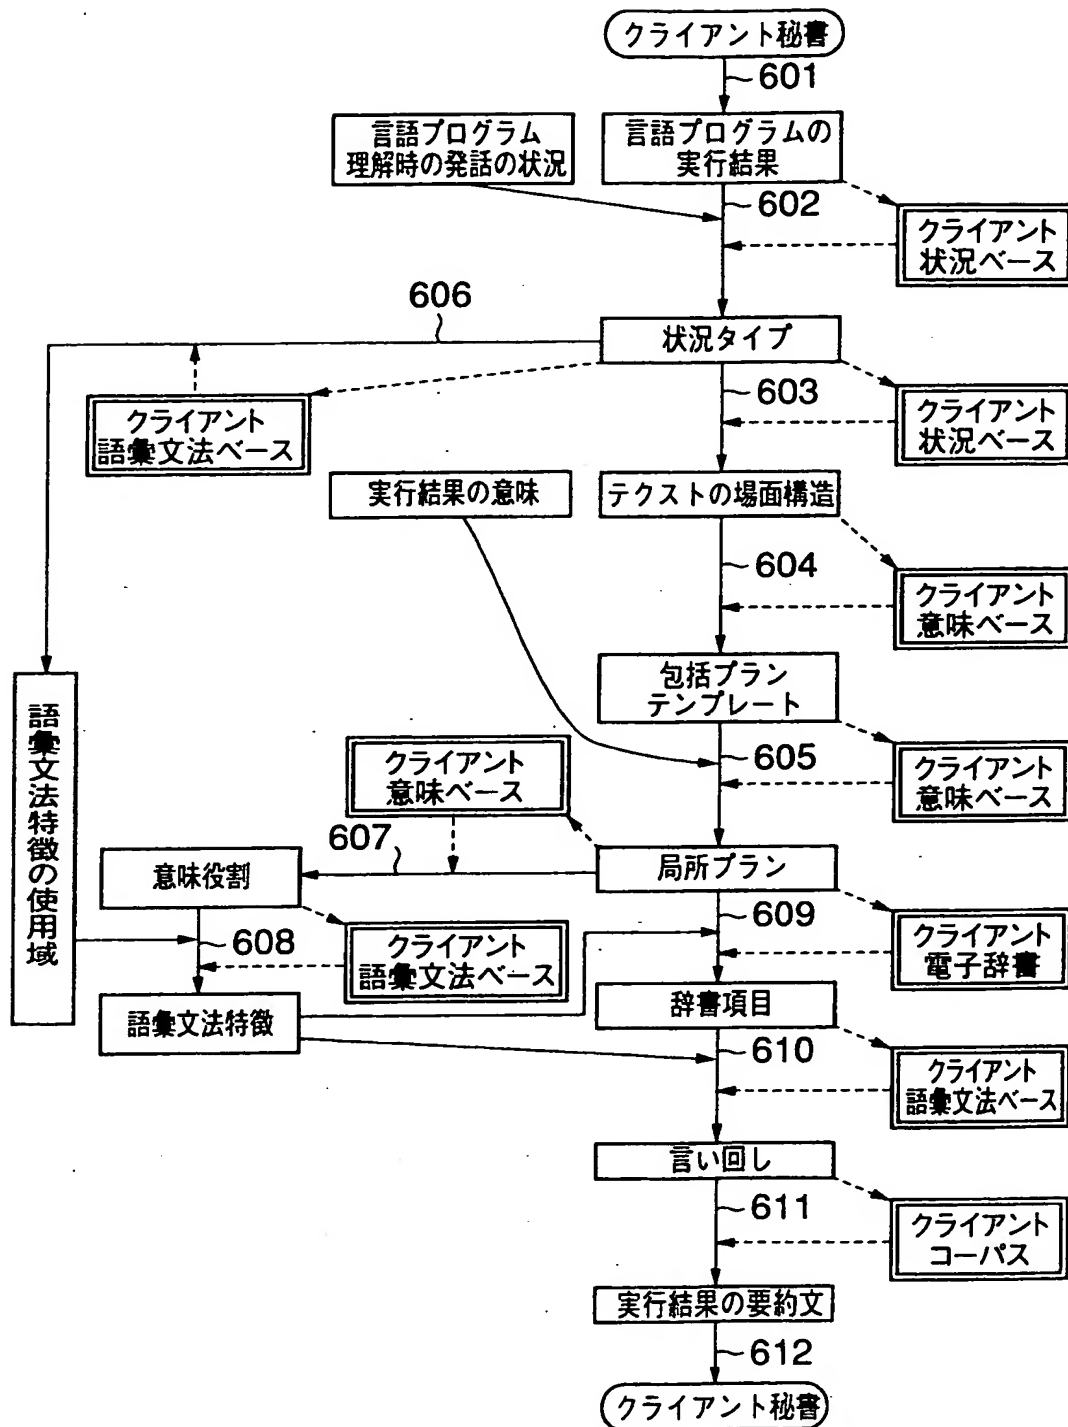 クライアント秘書
601
言語プログラム
理解時の発話の状況
言語プログラムの
実行結果
602
クライアント
状況ベース
606
状況タイプ
603
クライアント
語彙文法ベース
クライアント
状況ベース
実行結果の意味
テクストの場面構造
604
クライアント
意味ベース
包括プラン
テンプレート
語彙文法特徴の使用域
クライアント
意味ベース
605
クライアント
意味ベース
607
意味役割
局所プラン
608
クライアント
語彙文法ベース
609
クライアント
電子辞書
語彙文法特徴
辞書項目
610
クライアント
語彙文法ベース
言い回し
611
クライアント
コーパス
実行結果の要約文
612
クライアント秘書